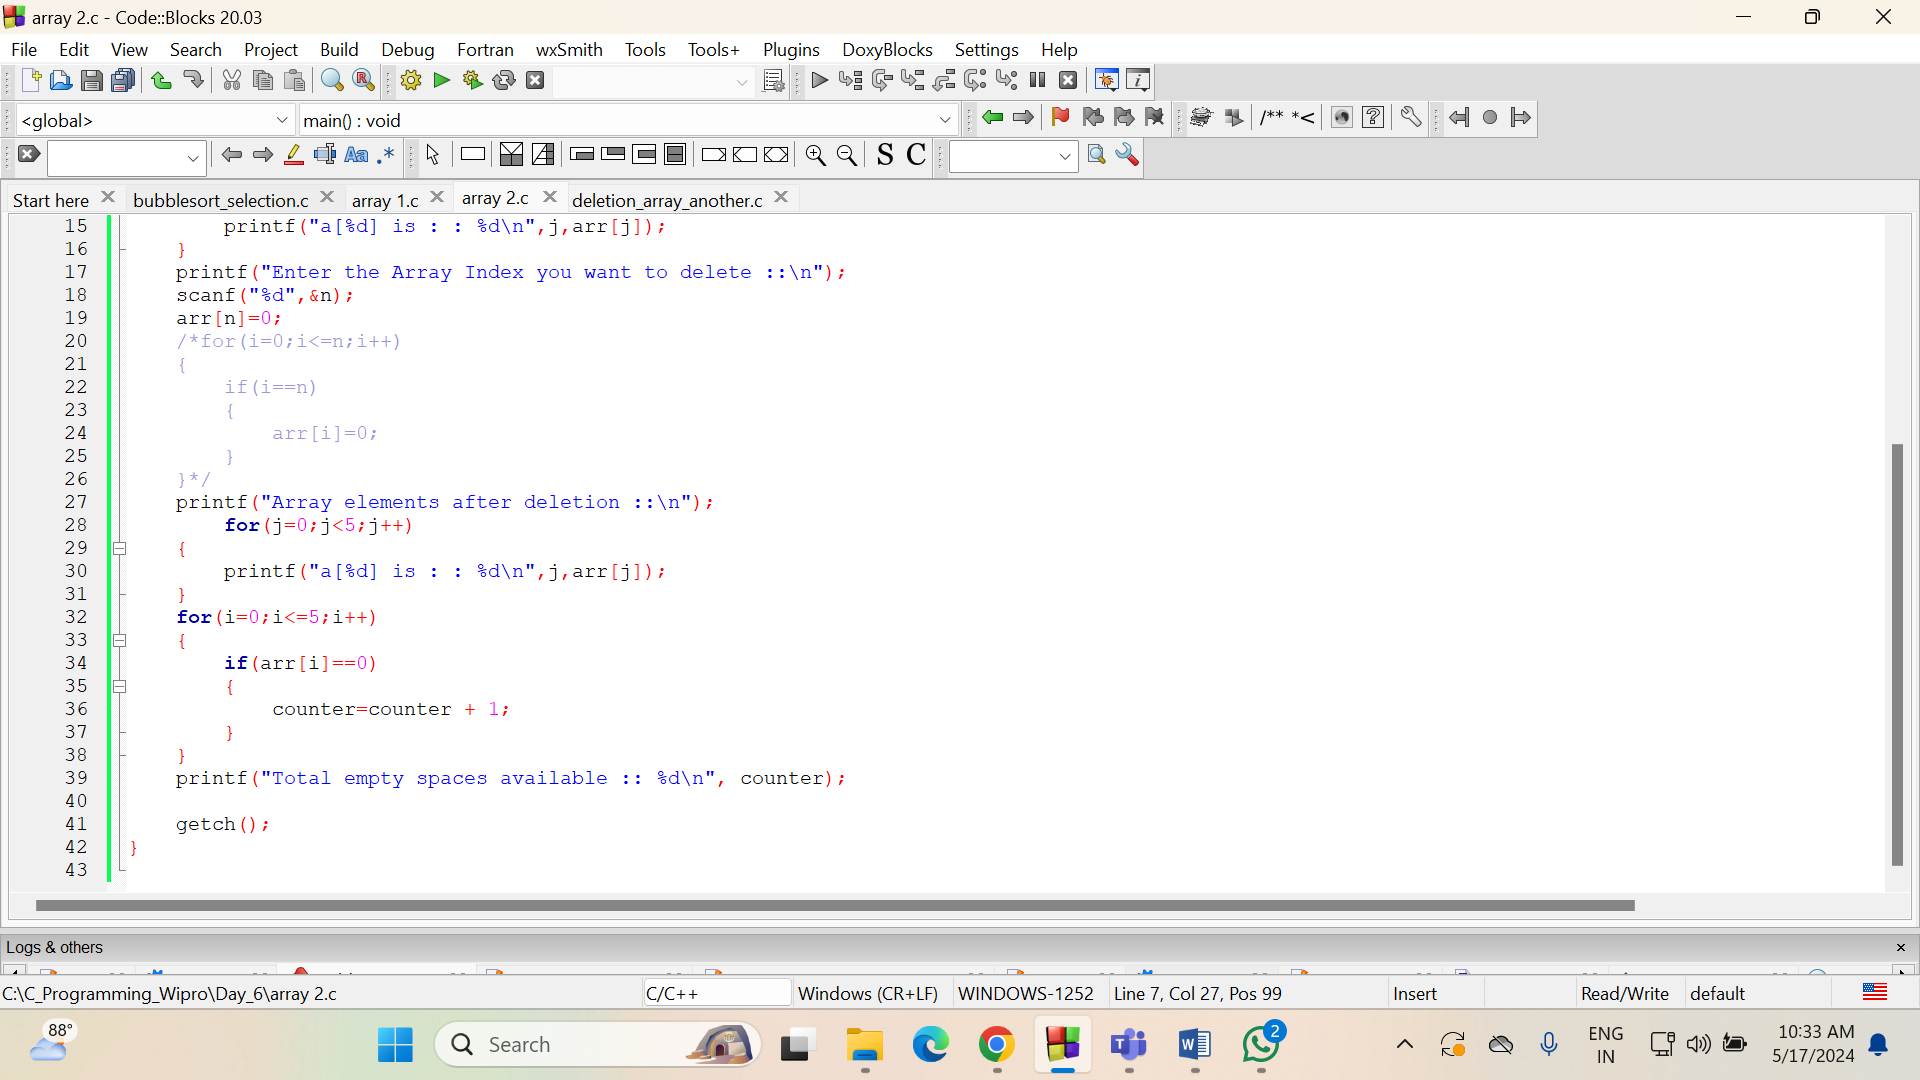 array 2.c - Code::Blocks 20.03
File Edit View Search Project Build Debug Fortran wxSmith Tools Tools+ Plugins DoxyBlocks Settings Help
<global> main() : void /** *<
Aa .* S C
Start here bubblesort_selection.c array 1.c array 2.c deletion_array_another.c
15 printf("a[%d] is : : %d\n",j,arr[j]);
16 }
17 printf("Enter the Array Index you want to delete ::\n");
18 scanf("%d",&n);
19 arr[n]=0;
20 /*for(i=0;i<=n;i++)
21 {
22 if(i==n)
23 {
24 arr[i]=0;
25 }
26 }*/
27 printf("Array elements after deletion ::\n");
28 for(j=0;j<5;j++)
29 {
30 printf("a[%d] is : : %d\n",j,arr[j]);
31 }
32 for(i=0;i<=5;i++)
33 {
34 if(arr[i]==0)
35 {
36 counter=counter + 1;
37 }
38 }
39 printf("Total empty spaces available :: %d\n", counter);
40
41 getch();
42 }
43
Logs & others
C:\C_Programming_Wipro\Day_6\array 2.c C/C++ Windows (CR+LF) WINDOWS-1252 Line 7, Col 27, Pos 99 Insert Read/Write default
88° Search 2 ENG IN 10:33 AM
5/17/2024